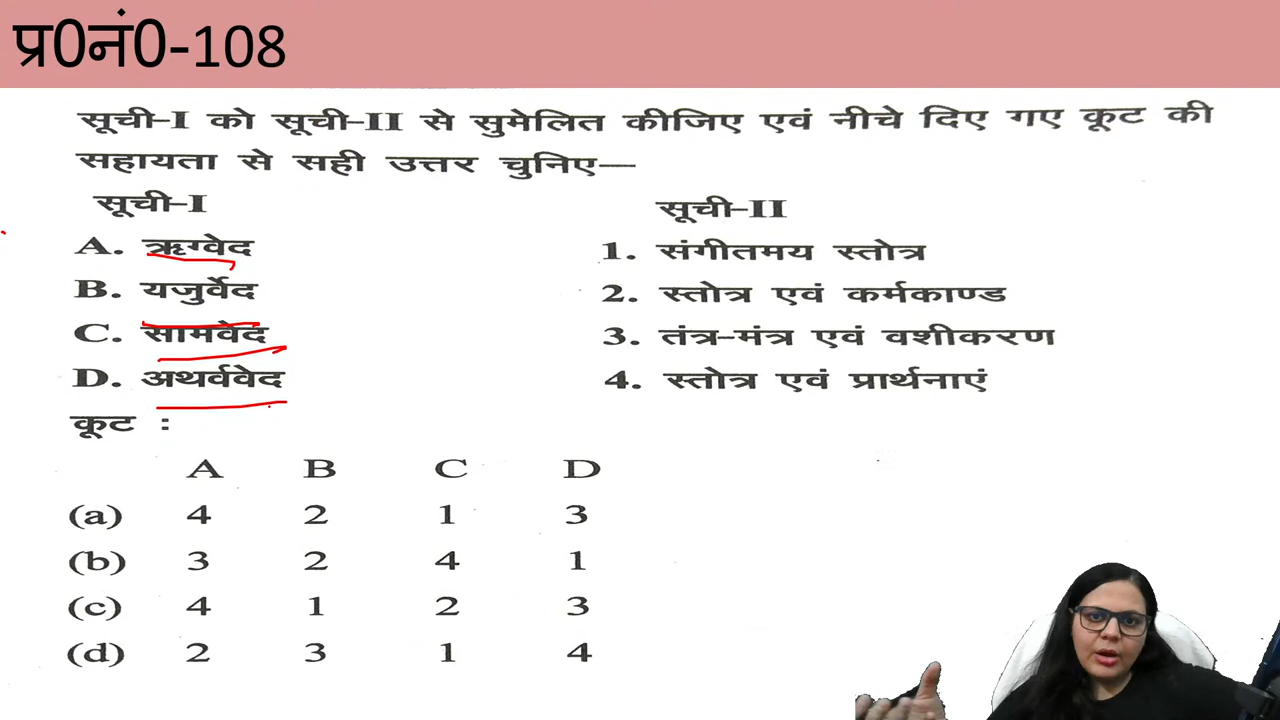 प्र0नं0-108
सूची-I को सूची-II से सुमेलित कीजिए एवं नीचे दिए गए कूट की
सहायता से सही उत्तर चुनिए—
सूची-I सूची-II
A. ऋग्वेद 1. संगीतमय स्तोत्र
B. यजुर्वेद 2. स्तोत्र एवं कर्मकाण्ड
C. सामवेद 3. तंत्र-मंत्र एवं वशीकरण
D. अथर्ववेद 4. स्तोत्र एवं प्रार्थनाएं
कूट :
A B C D
(a) 4 2 1 3
(b) 3 2 4 1
(c) 4 1 2 3
(d) 2 3 1 4